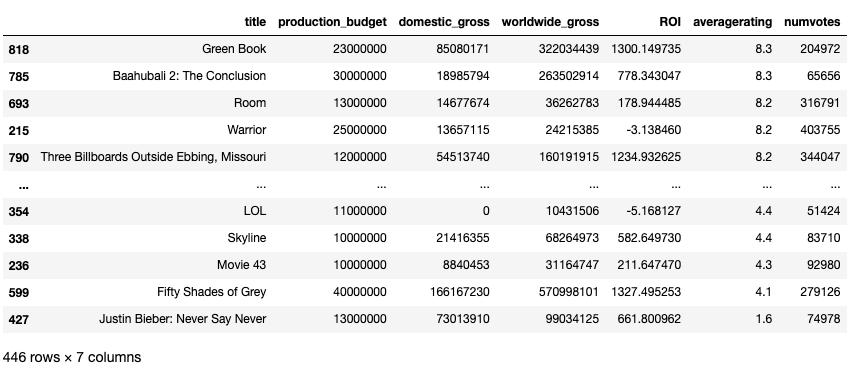 title production_budget domestic_gross worldwide_gross ROI averagerating numvotes
818 Green Book 23000000 85080171 322034439 1300.149735 8.3 204972
785 Baahubali 2: The Conclusion 30000000 18985794 263502914 778.343047 8.3 65656
693 Room 13000000 14677674 36262783 178.944485 8.2 316791
215 Warrior 25000000 13657115 24215385 -3.138460 8.2 403755
790 Three Billboards Outside Ebbing, Missouri 12000000 54513740 160191915 1234.932625 8.2 344047
... ... ... ... ... ... ... ...
354 LOL 11000000 0 10431506 -5.168127 4.4 51424
338 Skyline 10000000 21416355 68264973 582.649730 4.4 83710
236 Movie 43 10000000 8840453 31164747 211.647470 4.3 92980
599 Fifty Shades of Grey 40000000 166167230 570998101 1327.495253 4.1 279126
427 Justin Bieber: Never Say Never 13000000 73013910 99034125 661.800962 1.6 74978
446 rows × 7 columns